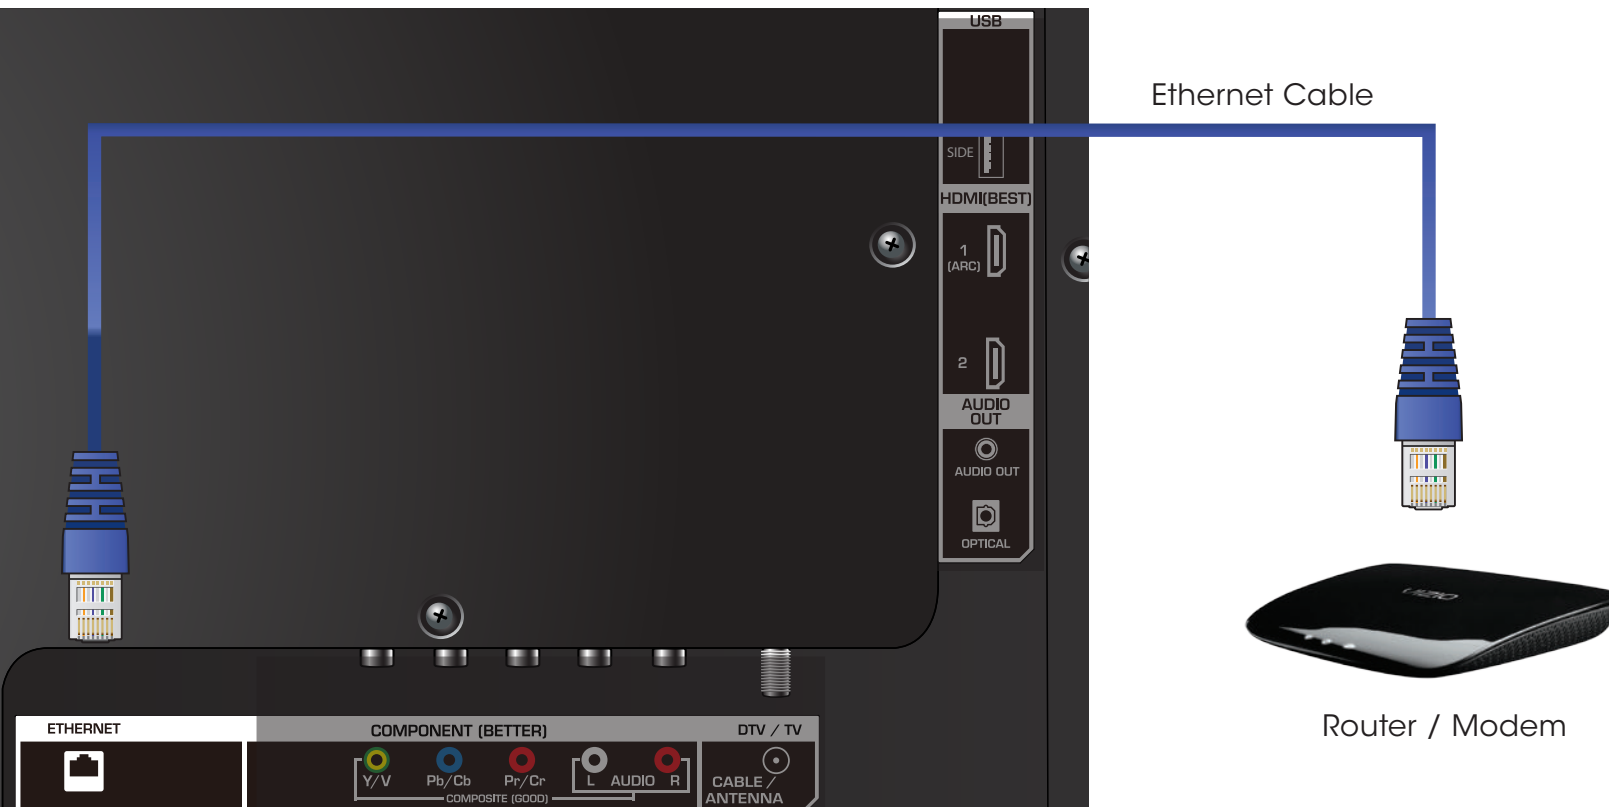 USB
Ethernet Cable
SIDE
HDMI(BEST)
1
(ARC)
2
AUDIO
OUT
AUDIO OUT
OPTICAL
VIZIO
Router / Modem
ETHERNET
COMPONENT (BETTER)
DTV / TV
Y/V Pb/Cb Pr/Cr L AUDIO R
CABLE /
ANTENNA
COMPOSITE (GOOD)